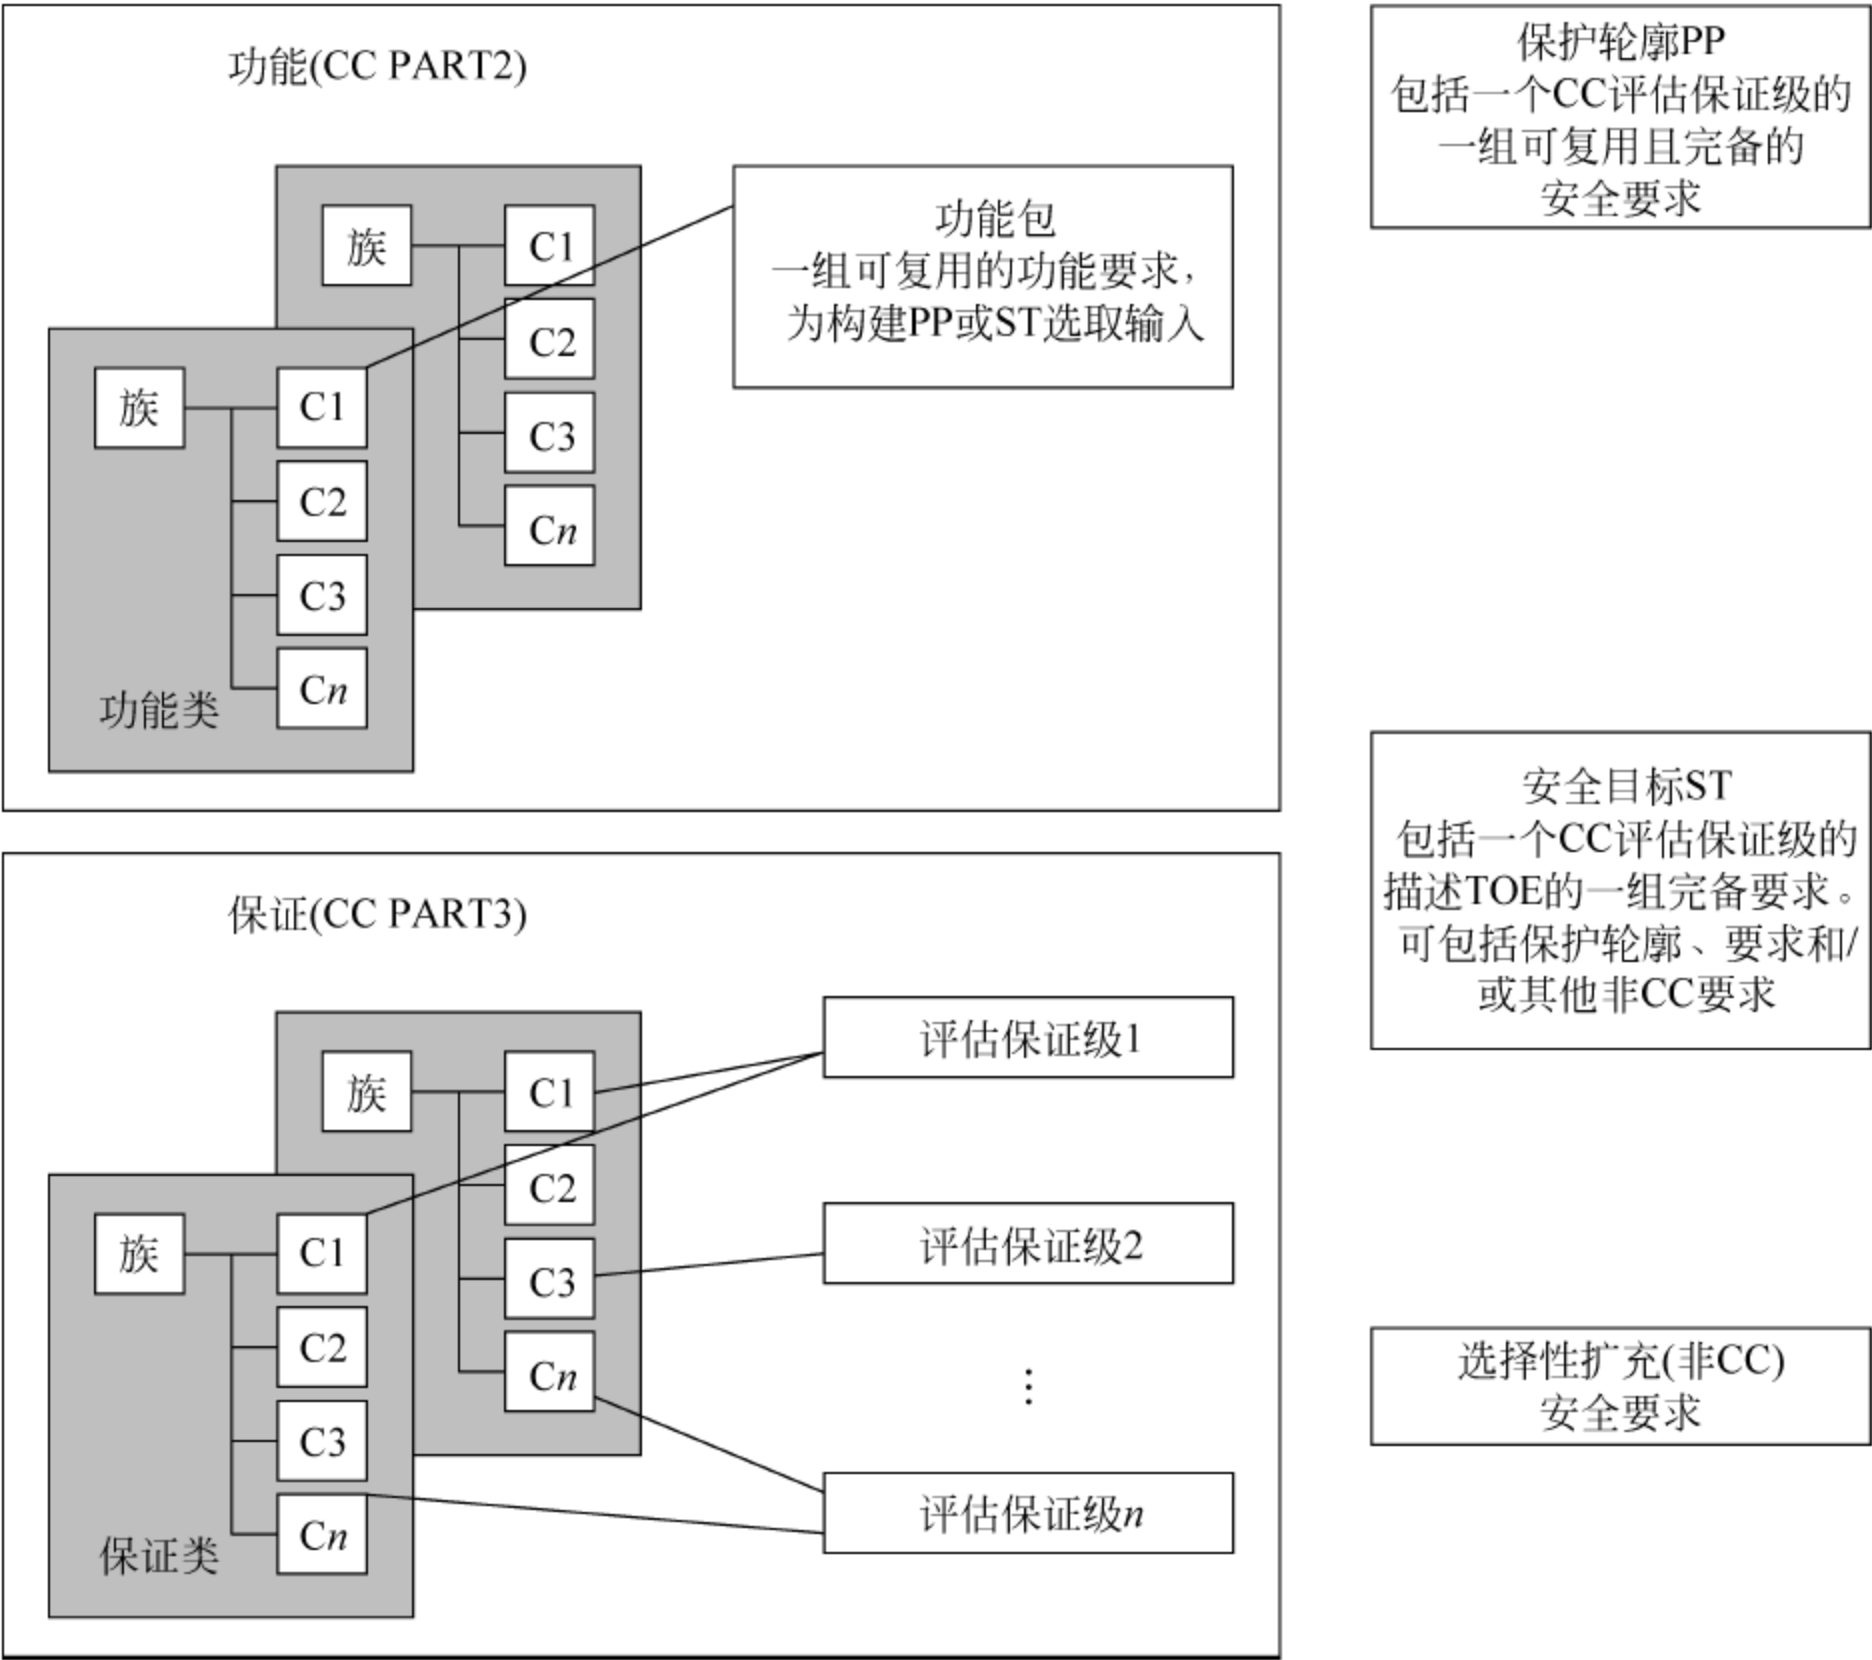 功能(CC PART2)
族
C1
C2
C3
Cn
族
C1
C2
C3
Cn
功能类
功能包
一组可复用的功能要求，
为构建PP或ST选取输入
保证(CC PART3)
族
C1
C2
C3
Cn
族
C1
C2
C3
Cn
保证类
评估保证级1
评估保证级2
⋮
评估保证级n
保护轮廓PP
包括一个CC评估保证级的
一组可复用且完备的
安全要求
安全目标ST
包括一个CC评估保证级的
描述TOE的一组完备要求。
可包括保护轮廓、要求和/
或其他非CC要求
选择性扩充(非CC)
安全要求